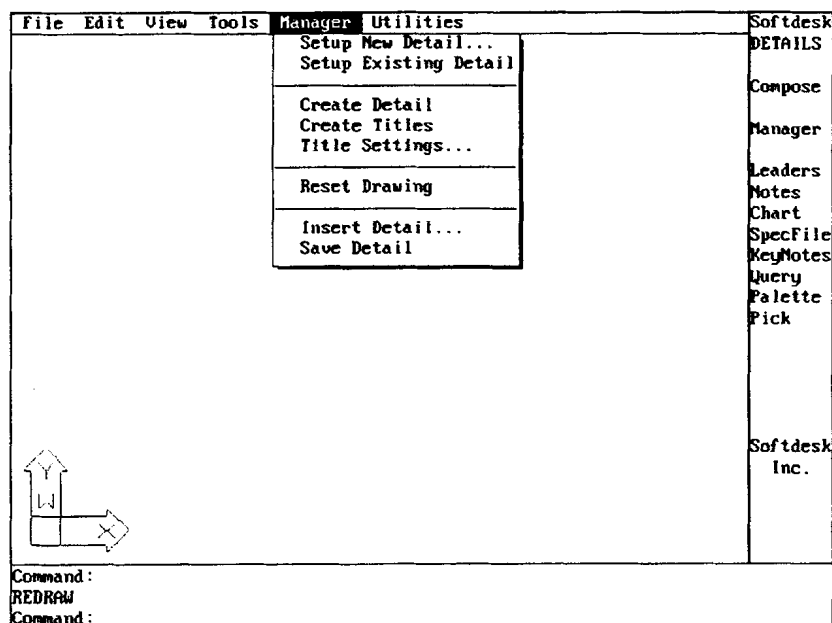 File Edit View Tools Manager Utilities
Setup New Detail...
Setup Existing Detail
Create Detail
Create Titles
Title Settings...
Reset Drawing
Insert Detail...
Save Detail
Softdesk
DETAILS
Compose
Manager
Leaders
Notes
Chart
SpecFile
KeyNotes
Query
Palette
Pick
Softdesk
Inc.
Y
W
X
Command:
REDRAW
Command: